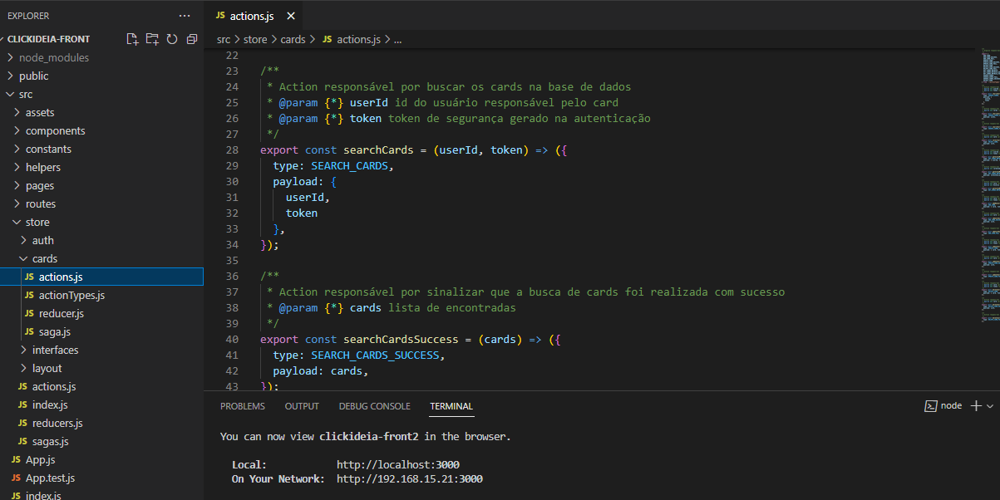 EXPLORER
...
JS actions.js
CLICKIDEIA-FRONT
node_modules
public
src
assets
components
constants
helpers
pages
routes
store
auth
cards
JS actions.js
JS actionTypes.js
JS reducer.js
JS saga.js
interfaces
layout
JS actions.js
JS index.js
JS reducers.js
JS sagas.js
JS App.js
JS App.test.js
JS index.js
src > store > cards > JS actions.js > ...
22
23 /**
24 * Action responsável por buscar os cards na base de dados
25 * @param {*} userId id do usuário responsável pelo card
26 * @param {*} token token de segurança gerado na autenticação
27 */
28 export const searchCards = (userId, token) => ({
29 type: SEARCH_CARDS,
30 payload: {
31 userId,
32 token
33 },
34 });
35
36 /**
37 * Action responsável por sinalizar que a busca de cards foi realizada com sucesso
38 * @param {*} cards lista de encontradas
39 */
40 export const searchCardsSuccess = (cards) => ({
41 type: SEARCH_CARDS_SUCCESS,
42 payload: cards,
43 });
PROBLEMS OUTPUT DEBUG CONSOLE TERMINAL
node
You can now view clickideia-front2 in the browser.
Local: http://localhost:3000
On Your Network: http://192.168.15.21:3000